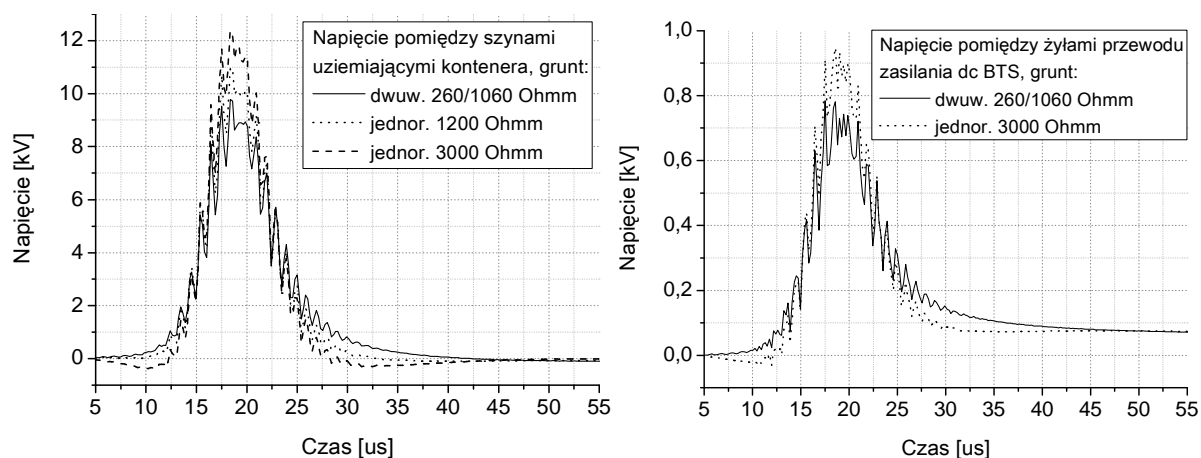 Napięcie [kV]
12
10
8
6
4
2
0
5 10 15 20 25 30 35 40 45 50 55
Czas [us]
Napięcie pomiędzy szynami
uziemiającymi kontenera, grunt:
dwuw. 260/1060 Ohmm
jednor. 1200 Ohmm
jednor. 3000 Ohmm
Napięcie [kV]
1,0
0,8
0,6
0,4
0,2
0,0
5 10 15 20 25 30 35 40 45 50 55
Czas [us]
Napięcie pomiędzy żyłami przewodu
zasilania dc BTS, grunt:
dwuw. 260/1060 Ohmm
jednor. 3000 Ohmm